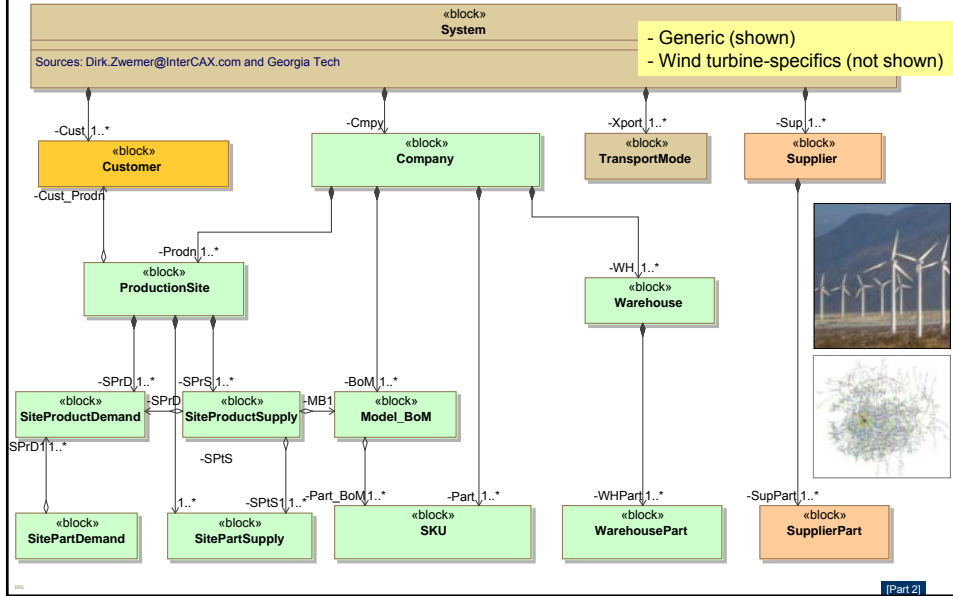 «block»
System
- Generic (shown)
- Wind turbine-specifics (not shown)
Sources: Dirk.Zwemer@InterCAX.com and Georgia Tech
-Cust 1..*
-Cmpy
-Xport 1..*
-Sup 1..*
«block»
Customer
«block»
Company
«block»
TransportMode
«block»
Supplier
-Cust_Prodn
-Prodn 1..*
-WH 1..*
«block»
ProductionSite
«block»
Warehouse
-SPrD 1..*
-SPrS 1..*
-BoM 1..*
«block»
SiteProductDemand
-SPrD
«block»
SiteProductSupply
-MB1
«block»
Model_BoM
SPrD1 1..*
-SPtS
1..*
-SPtS1 1..*
-Part_BoM 1..*
-Part 1..*
-WHPart 1..*
-SupPart 1..*
«block»
SitePartDemand
«block»
SitePartSupply
«block»
SKU
«block»
WarehousePart
«block»
SupplierPart
[Part 2]